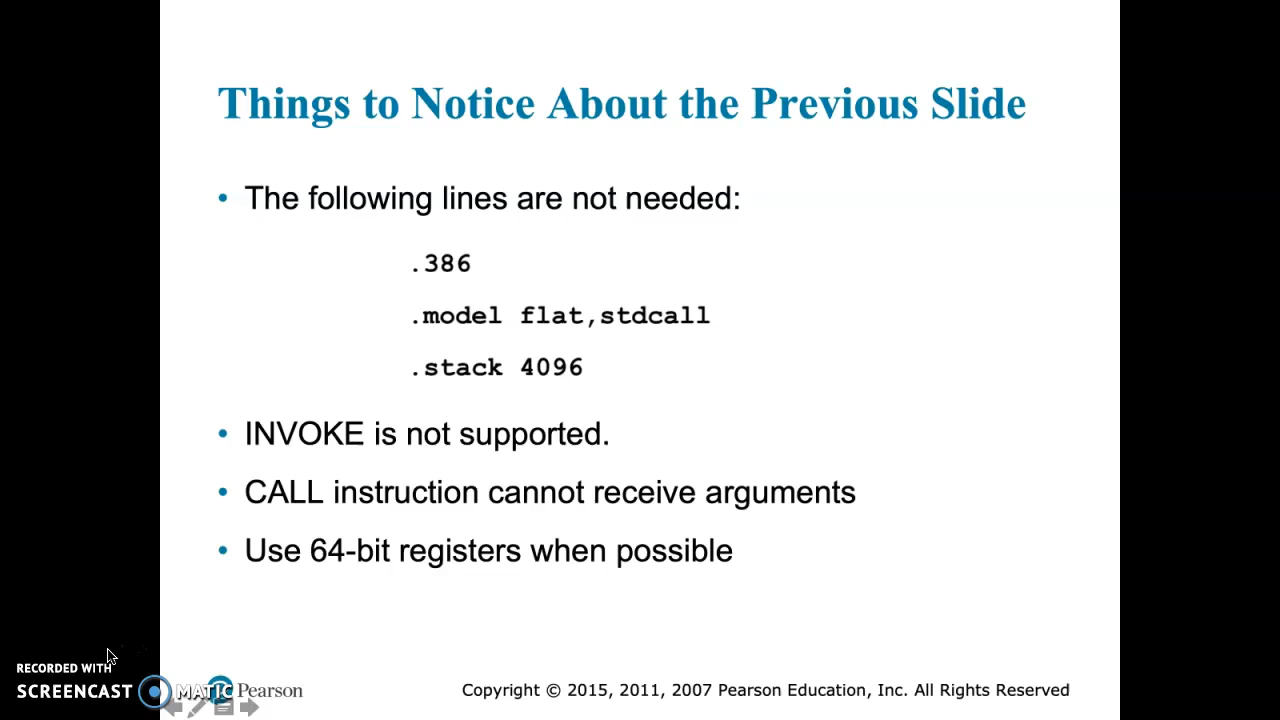 Things to Notice About the Previous Slide
• The following lines are not needed:
.386
.model flat,stdcall
.stack 4096
• INVOKE is not supported.
• CALL instruction cannot receive arguments
• Use 64-bit registers when possible
RECORDED WITH
SCREENCAST MATIC
Pearson
Copyright © 2015, 2011, 2007 Pearson Education, Inc. All Rights Reserved